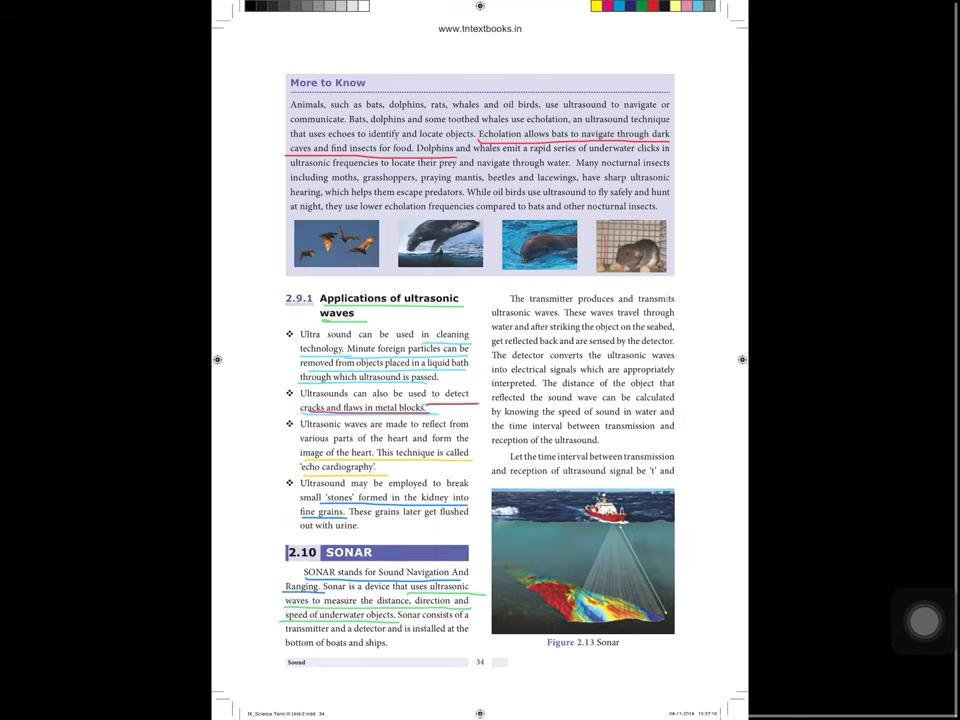 www.tntextbooks.in
More to Know
Animals, such as bats, dolphins, rats, whales and oil birds, use ultrasound to navigate or
communicate. Bats, dolphins and some toothed whales use echolation, an ultrasound technique
that uses echoes to identify and locate objects. Echolation allows bats to navigate through dark
caves and find insects for food. Dolphins and whales emit a rapid series of underwater clicks in
ultrasonic frequencies to locate their prey and navigate through water. Many nocturnal insects
including moths, grasshoppers, praying mantis, beetles and lacewings, have sharp ultrasonic
hearing, which helps them escape predators. While oil birds use ultrasound to fly safely and hunt
at night, they use lower echolation frequencies compared to bats and other nocturnal insects.
2.9.1 Applications of ultrasonic
waves
❖ Ultra sound can be used in cleaning
technology. Minute foreign particles can be
removed from objects placed in a liquid bath
through which ultrasound is passed.
❖ Ultrasounds can also be used to detect
cracks and flaws in metal blocks.
❖ Ultrasonic waves are made to reflect from
various parts of the heart and form the
image of the heart. This technique is called
'echo cardiography'.
❖ Ultrasound may be employed to break
small 'stones' formed in the kidney into
fine grains. These grains later get flushed
out with urine.
2.10 SONAR
SONAR stands for Sound Navigation And
Ranging. Sonar is a device that uses ultrasonic
waves to measure the distance, direction and
speed of underwater objects. Sonar consists of a
transmitter and a detector and is installed at the
bottom of boats and ships.
The transmitter produces and transmits
ultrasonic waves. These waves travel through
water and after striking the object on the seabed,
get reflected back and are sensed by the detector.
The detector converts the ultrasonic waves
into electrical signals which are appropriately
interpreted. The distance of the object that
reflected the sound wave can be calculated
by knowing the speed of sound in water and
the time interval between transmission and
reception of the ultrasound.
Let the time interval between transmission
and reception of ultrasound signal be 't' and
Figure 2.13 Sonar
Sound
34
IX_Science Term III Unit-2.indd 34